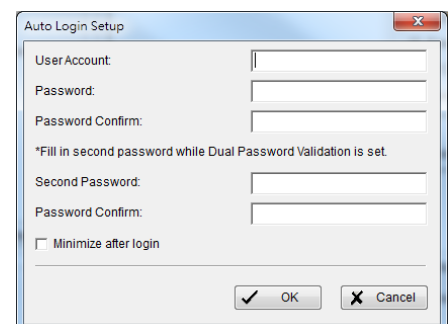 Auto Login Setup
User Account:
Password:
Password Confirm:
*Fill in second password while Dual Password Validation is set.
Second Password:
Password Confirm:
Minimize after login
OK
Cancel